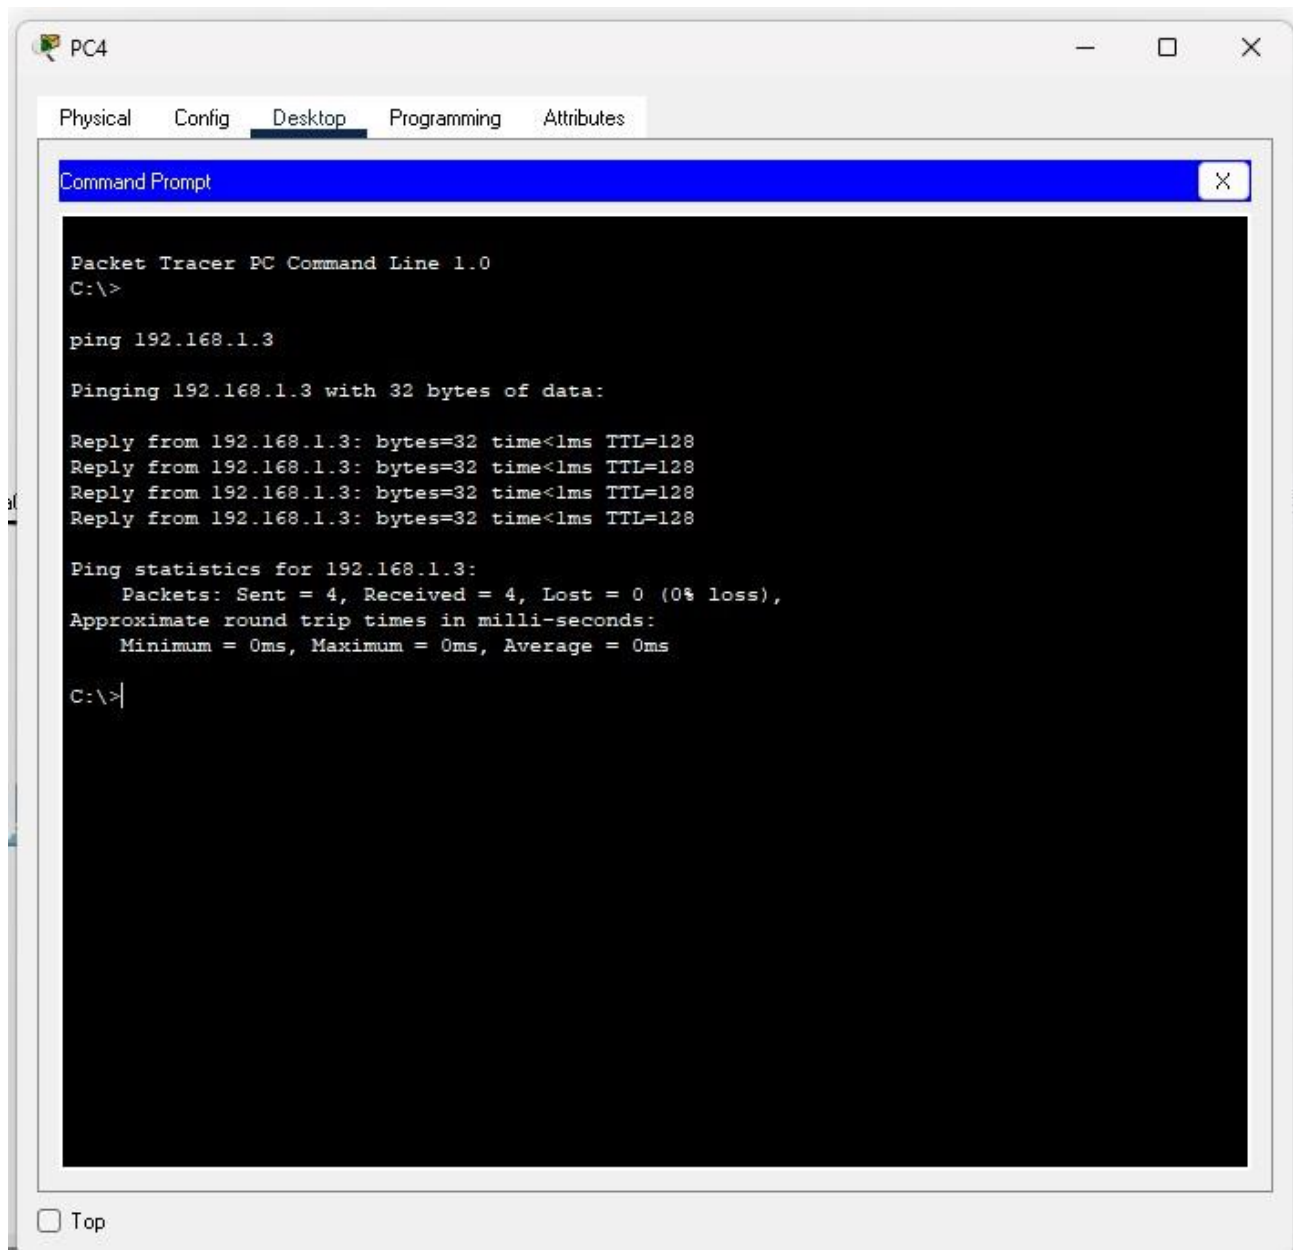 PC4
Physical Config Desktop Programming Attributes
Command Prompt X
Packet Tracer PC Command Line 1.0
C:\>
ping 192.168.1.3
Pinging 192.168.1.3 with 32 bytes of data:
Reply from 192.168.1.3: bytes=32 time<1ms TTL=128
Reply from 192.168.1.3: bytes=32 time<1ms TTL=128
Reply from 192.168.1.3: bytes=32 time<1ms TTL=128
Reply from 192.168.1.3: bytes=32 time<1ms TTL=128
Ping statistics for 192.168.1.3:
Packets: Sent = 4, Received = 4, Lost = 0 (0% loss),
Approximate round trip times in milli-seconds:
Minimum = 0ms, Maximum = 0ms, Average = 0ms
C:\>
Top